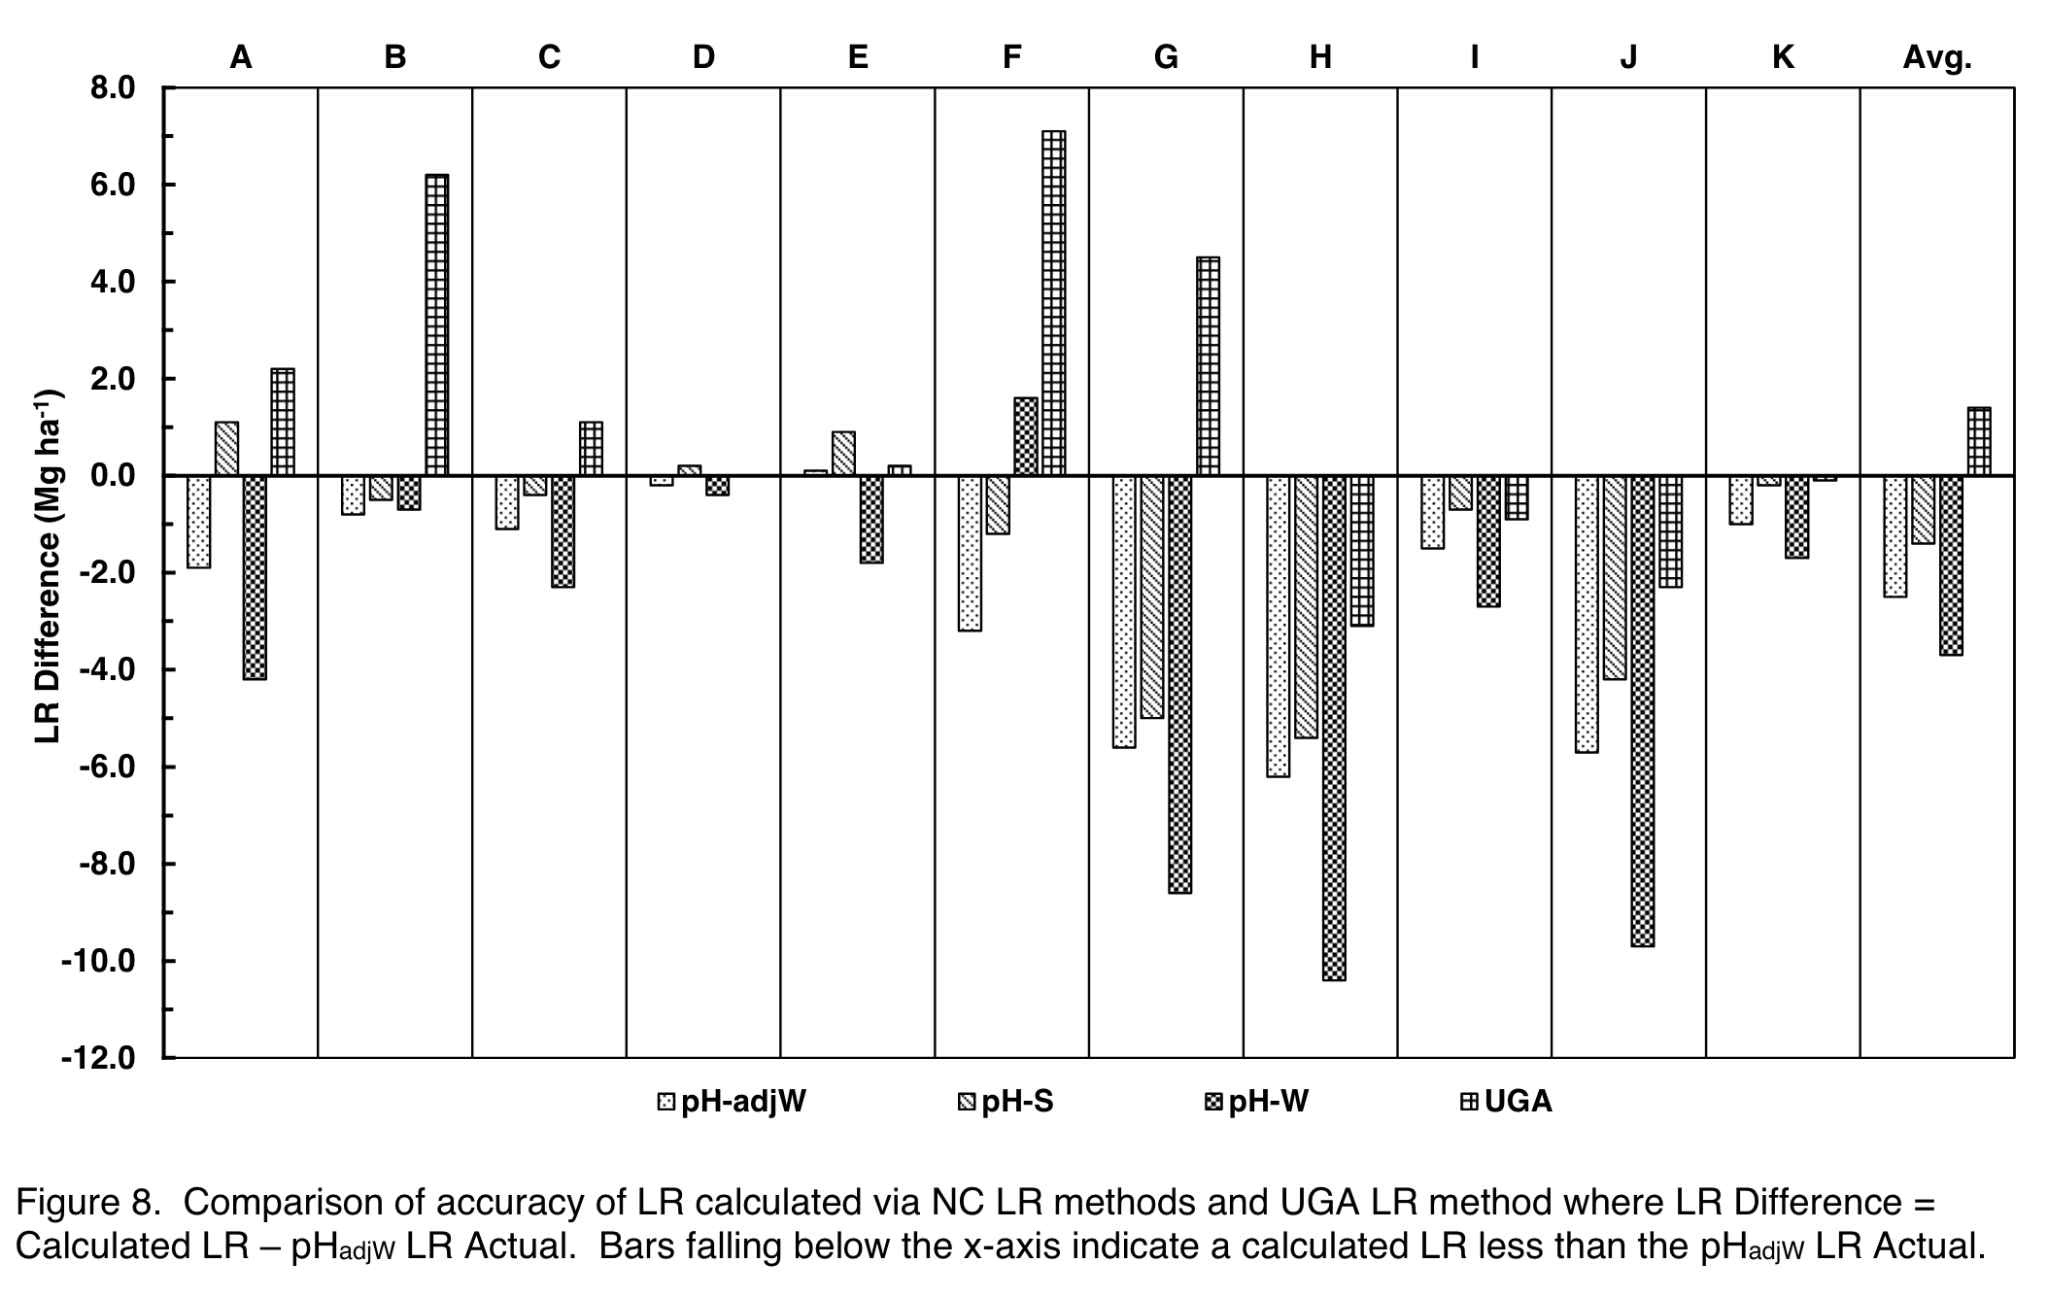 A B C D E F G H I J K Avg.
8.0
6.0
4.0
2.0
0.0
-2.0
-4.0
-6.0
-8.0
-10.0
-12.0
LR Difference (Mg ha⁻¹)
pH-adjW pH-S pH-W UGA
Figure 8.  Comparison of accuracy of LR calculated via NC LR methods and UGA LR method where LR Difference =
Calculated LR – pHadjW LR Actual.  Bars falling below the x-axis indicate a calculated LR less than the pHadjW LR Actual.